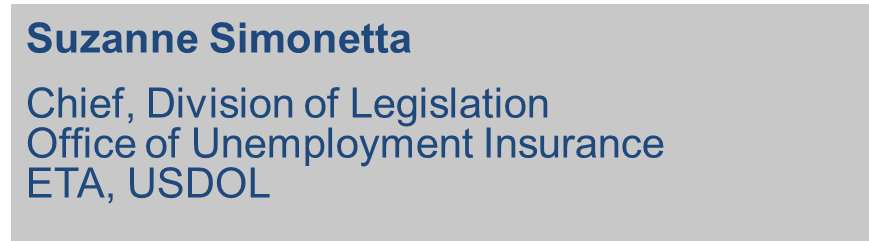 Suzanne Simonetta
Chief, Division of Legislation
Office of Unemployment Insurance
ETA, USDOL